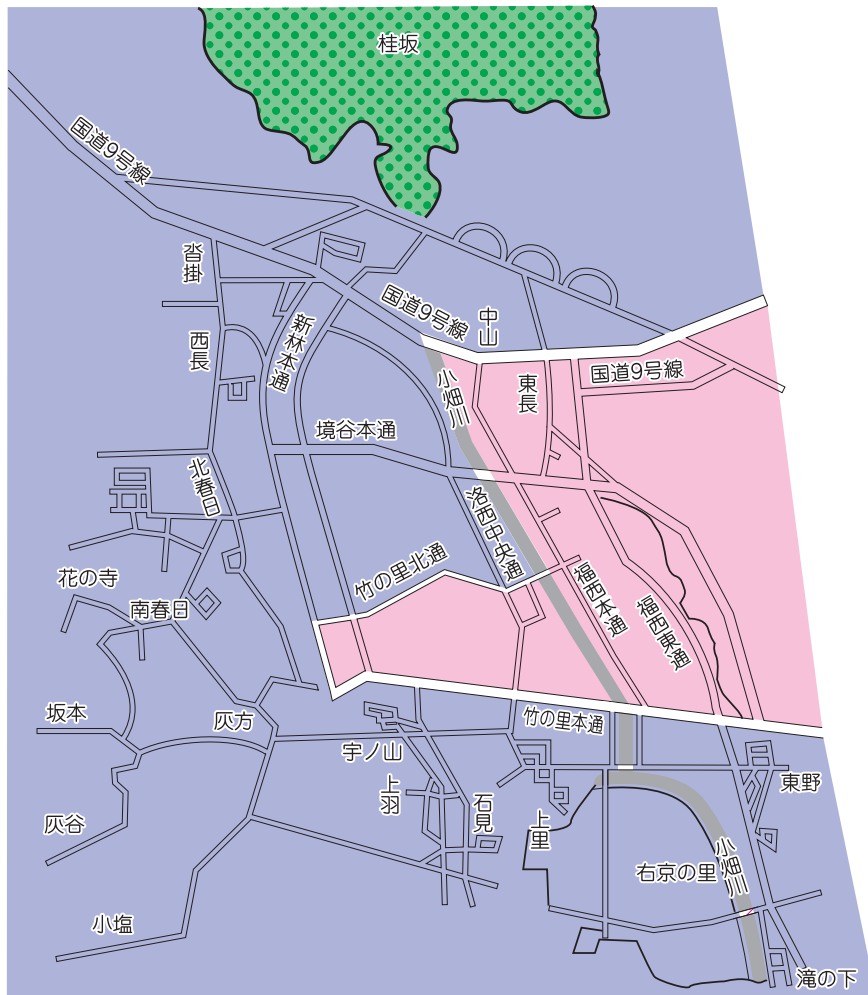 桂坂
国道9号線
沓掛
国道9号線
中山
新林本通
西長
小畑川
東長
国道9号線
境谷本通
北春日
洛西中央通
竹の里北通
花の寺
福西本通
南春日
福西東通
坂本
灰方
竹の里本通
宇ノ山
東野
上羽
石見
灰谷
上里
小畑川
右京の里
小塩
滝の下